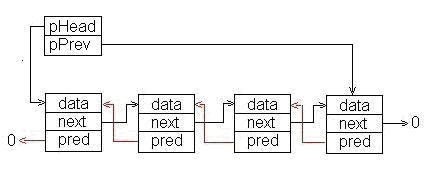 pHead
pPrev
data data data data
next next next next 0
0 pred pred pred pred